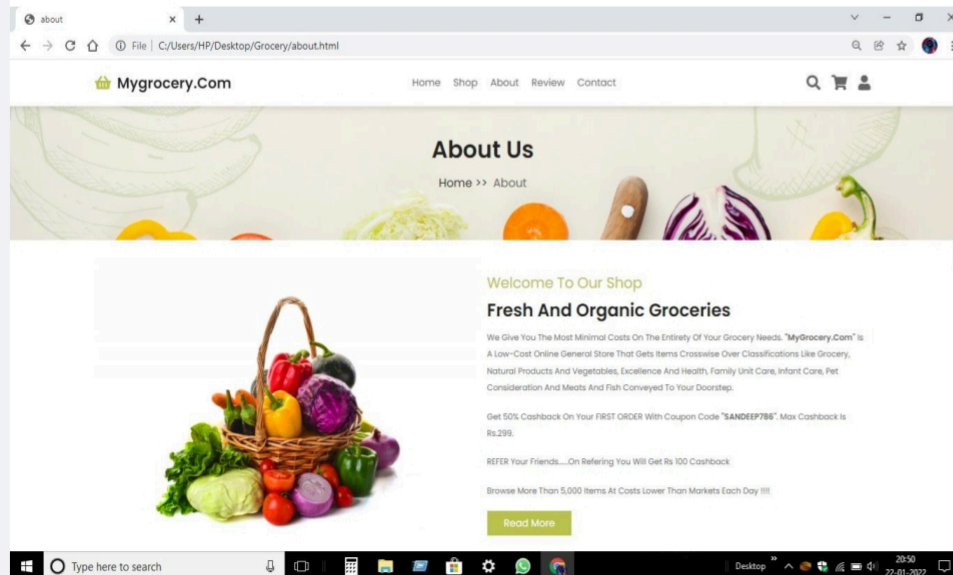 about
File | C:/Users/HP/Desktop/Grocery/about.html
Mygrocery.Com
Home Shop About Review Contact
About Us
Home >> About
Welcome To Our Shop
Fresh And Organic Groceries
We Give You The Most Minimal Costs On The Entirety Of Your Grocery Needs. "MyGrocery.Com" Is
A Low-Cost Online General Store That Gets Items Crosswise Over Classifications Like Grocery,
Natural Products And Vegetables, Excellence And Health, Family Unit Care, Infant Care, Pet
Consideration And Meats And Fish Conveyed To Your Doorstep.
Get 50% Cashback On Your FIRST ORDER With Coupon Code "SANDEEP786". Max Cashback Is
Rs.299.
REFER Your Friends.....On Refering You Will Get Rs 100 Cashback
Browse More Than 5,000 Items At Costs Lower Than Markets Each Day !!!!
Read More
Type here to search
Desktop
20:50
22-01-2022